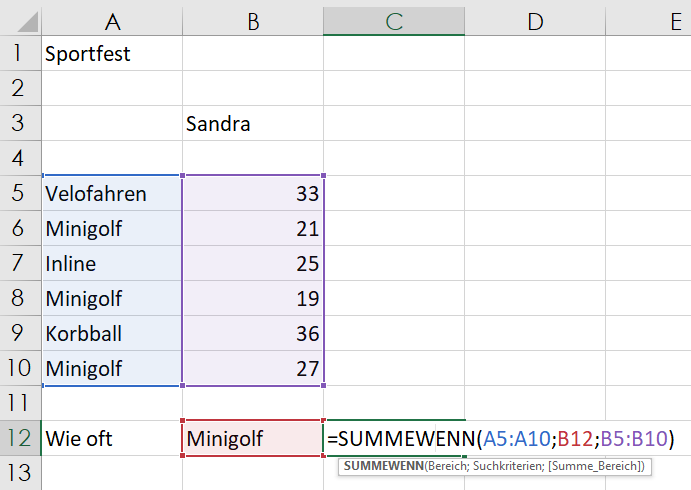 A B C D E
1 Sportfest
2
3 Sandra
4
5 Velofahren 33
6 Minigolf 21
7 Inline 25
8 Minigolf 19
9 Korbball 36
10 Minigolf 27
11
12 Wie oft Minigolf =SUMMEWENN(A5:A10;B12;B5:B10)
SUMMEWENN(Bereich; Suchkriterien; [Summe_Bereich])
13